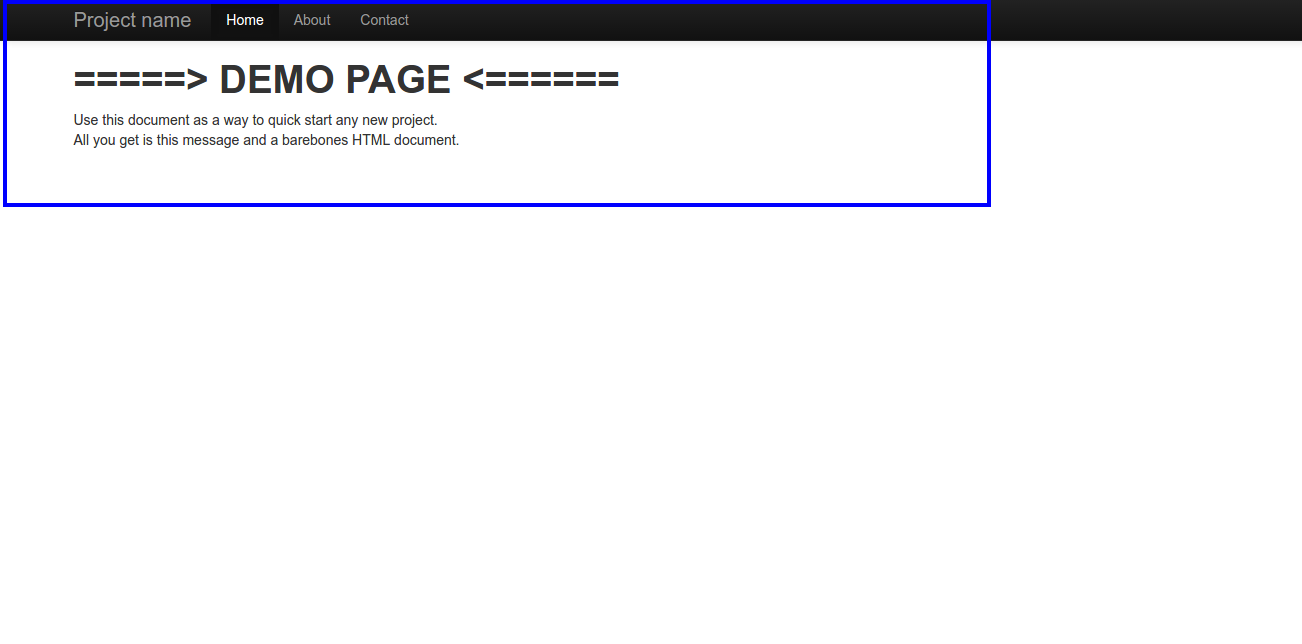 Project name Home About Contact
=====> DEMO PAGE <======
Use this document as a way to quick start any new project.
All you get is this message and a barebones HTML document.